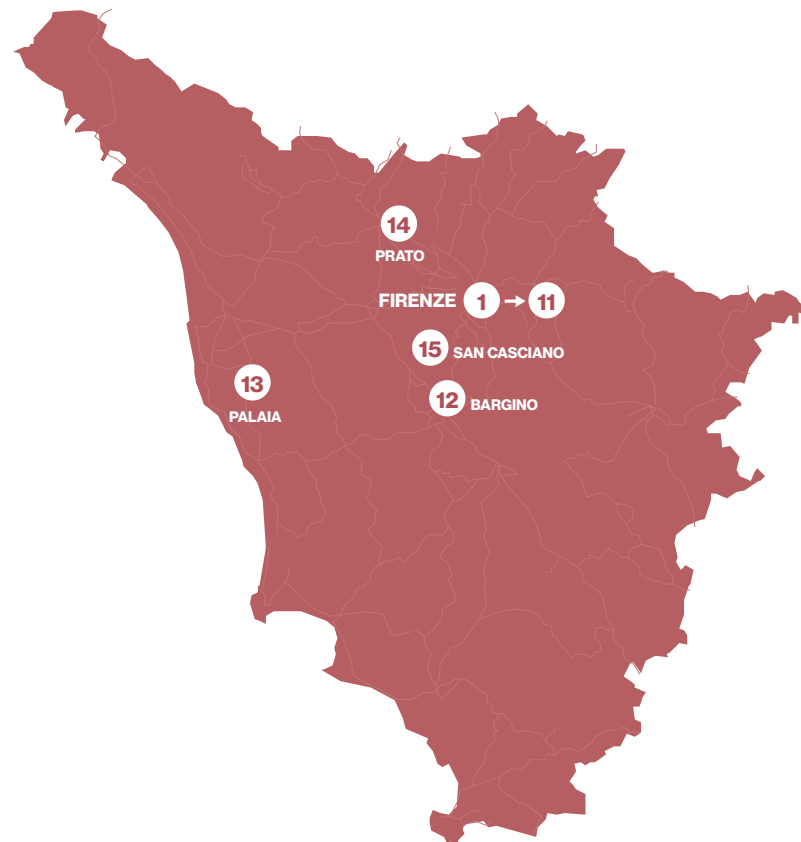 14
PRATO
FIRENZE 1 → 11
15 SAN CASCIANO
13
PALAIA
12 BARGINO